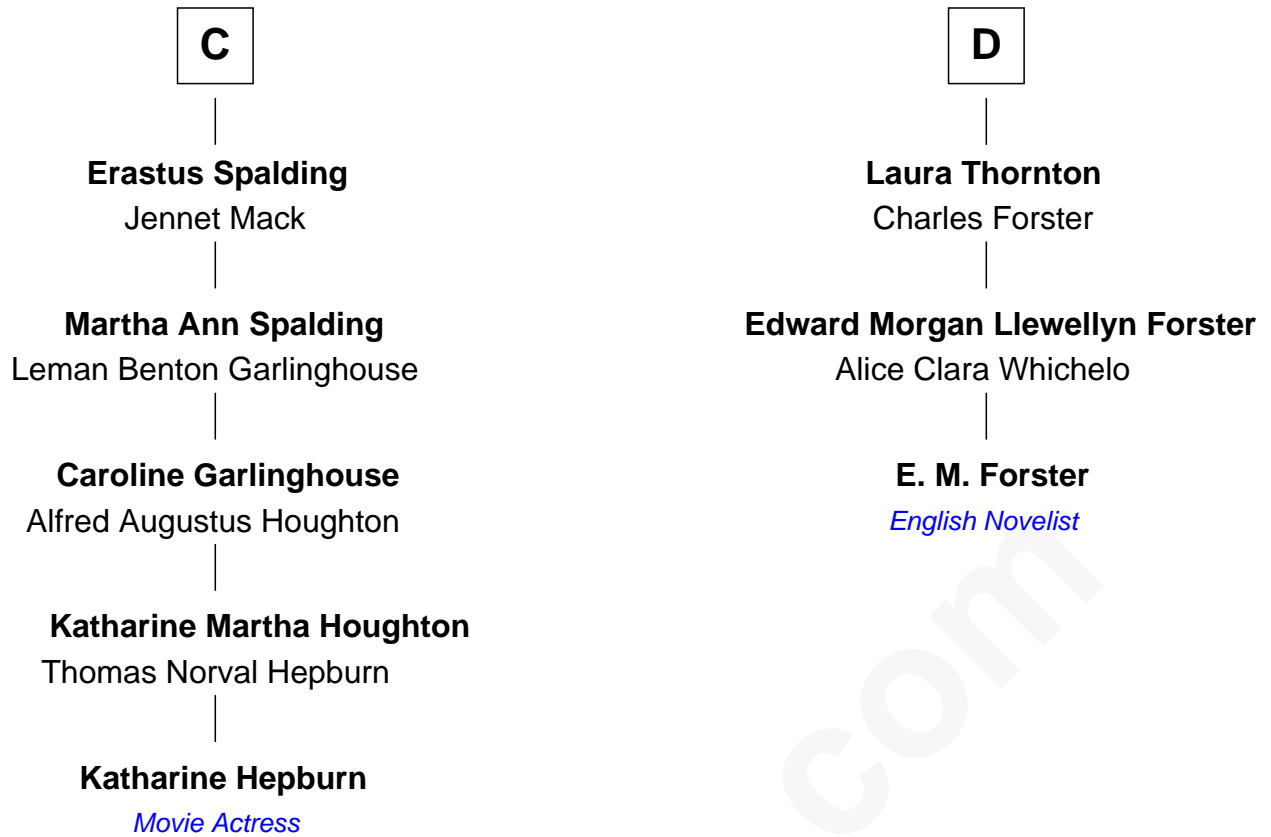 C
Erastus Spalding
Jennet Mack
Martha Ann Spalding
Leman Benton Garlinghouse
Caroline Garlinghouse
Alfred Augustus Houghton
Katharine Martha Houghton
Thomas Norval Hepburn
Katharine Hepburn
Movie Actress
D
Laura Thornton
Charles Forster
Edward Morgan Llewellyn Forster
Alice Clara Whichelo
E. M. Forster
English Novelist
com